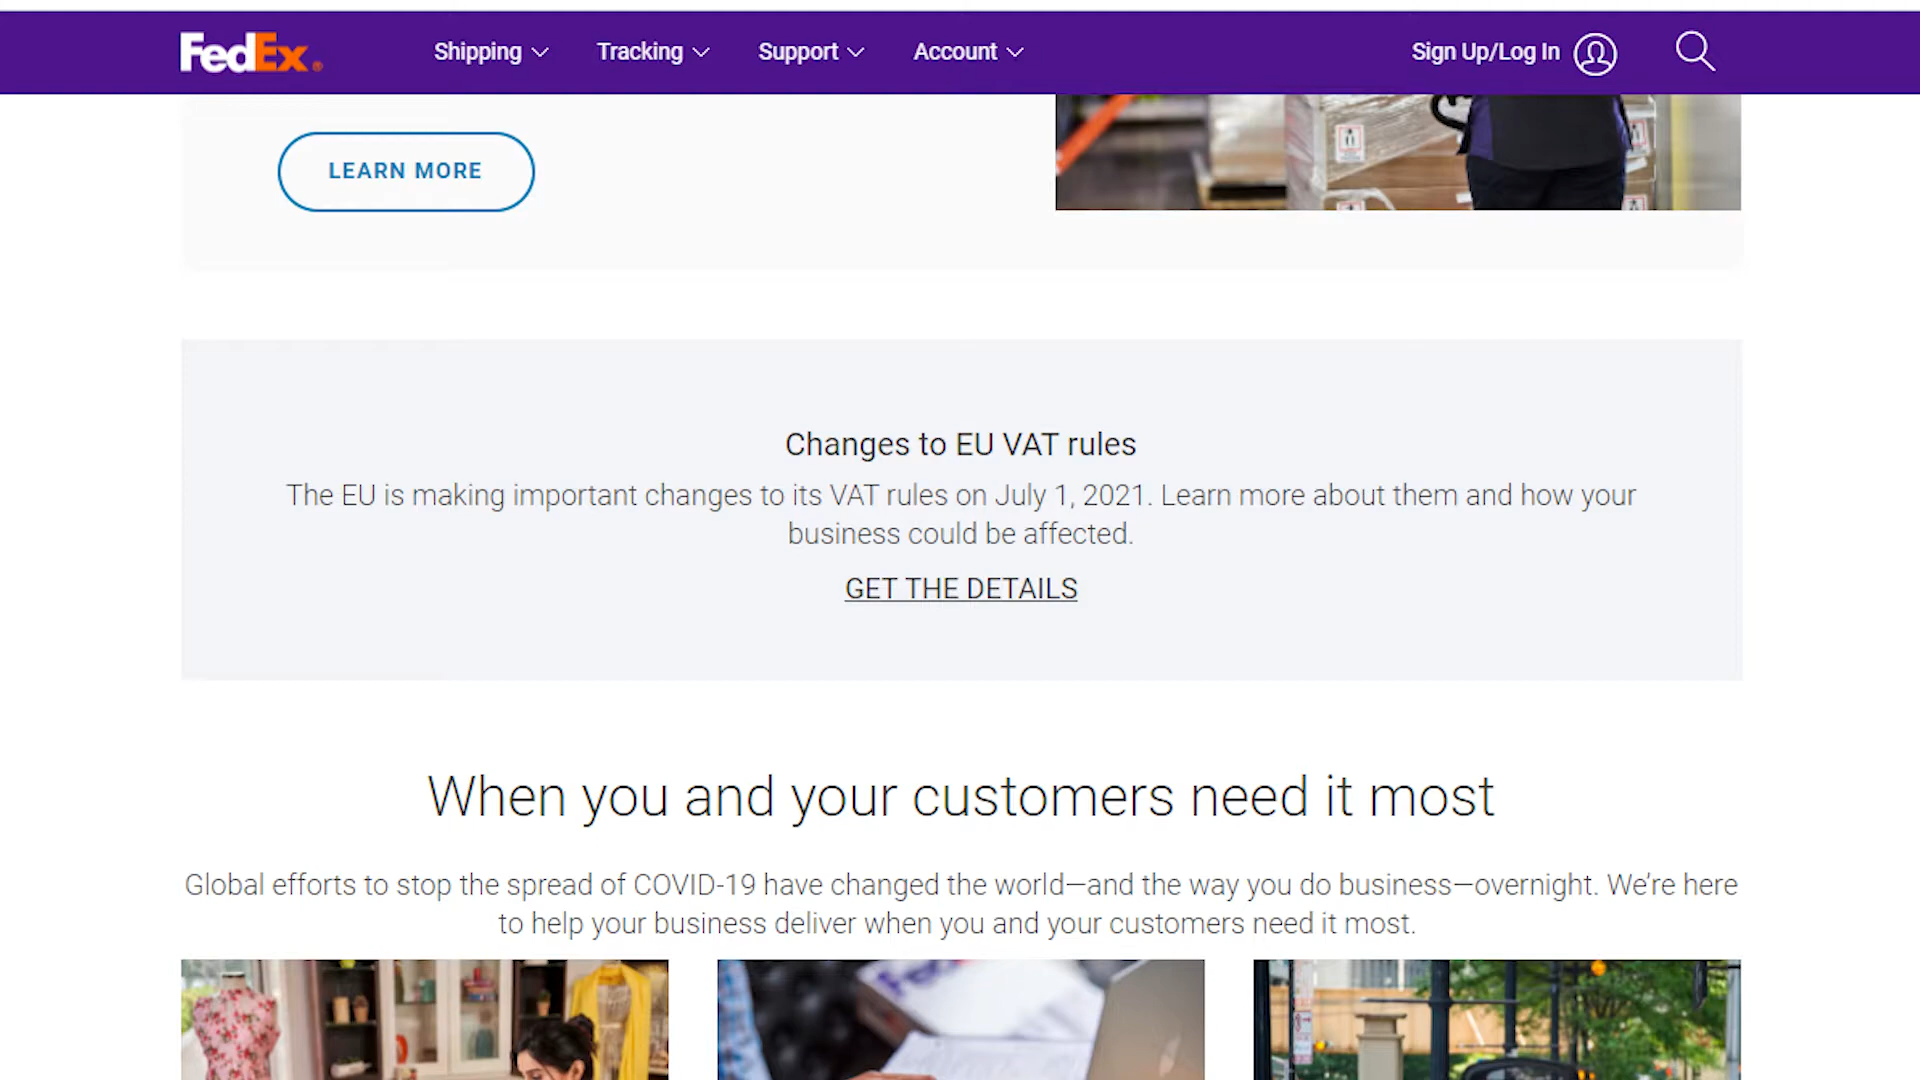 FedEx®
Shipping
Tracking
Support
Account
Sign Up/Log In
LEARN MORE
Changes to EU VAT rules
The EU is making important changes to its VAT rules on July 1, 2021. Learn more about them and how your
business could be affected.
GET THE DETAILS
When you and your customers need it most
Global efforts to stop the spread of COVID-19 have changed the world—and the way you do business—overnight. We’re here
to help your business deliver when you and your customers need it most.